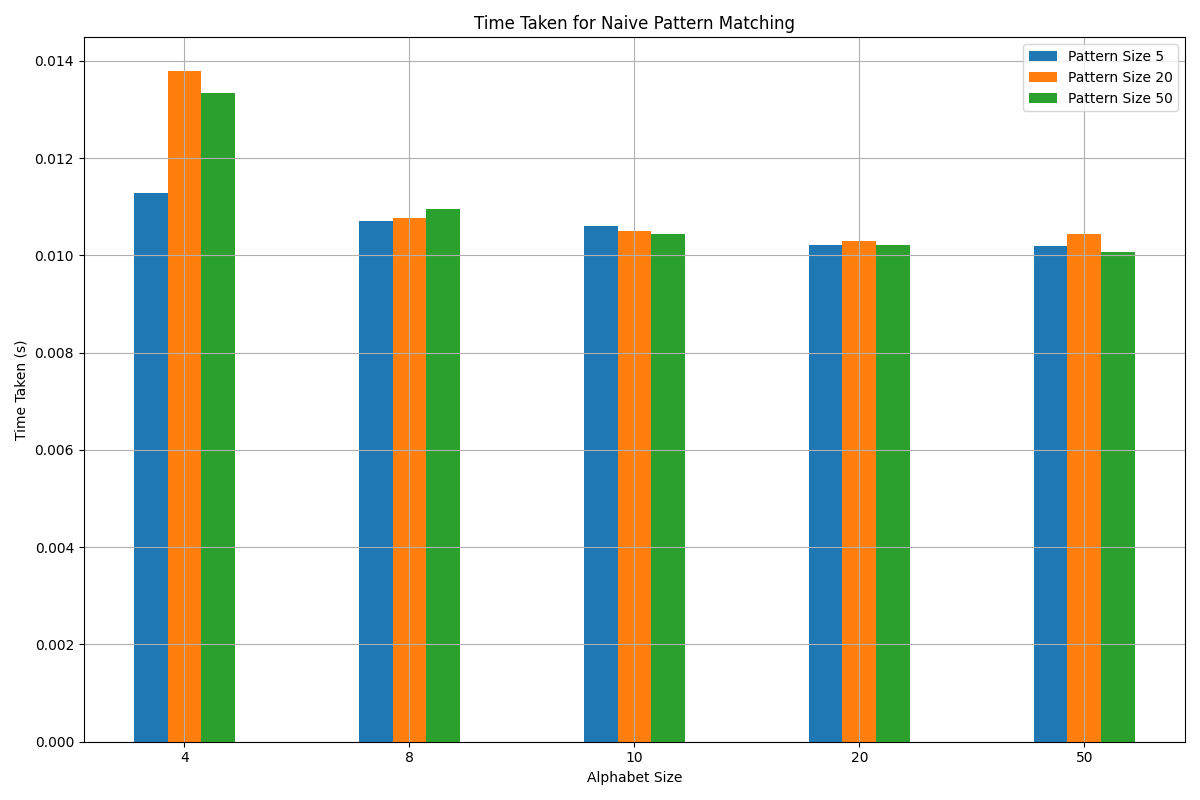 Time Taken for Naive Pattern Matching
Pattern Size 5
Pattern Size 20
Pattern Size 50
Time Taken (s)
0.014
0.012
0.010
0.008
0.006
0.004
0.002
0.000
4 8 10 20 50
Alphabet Size